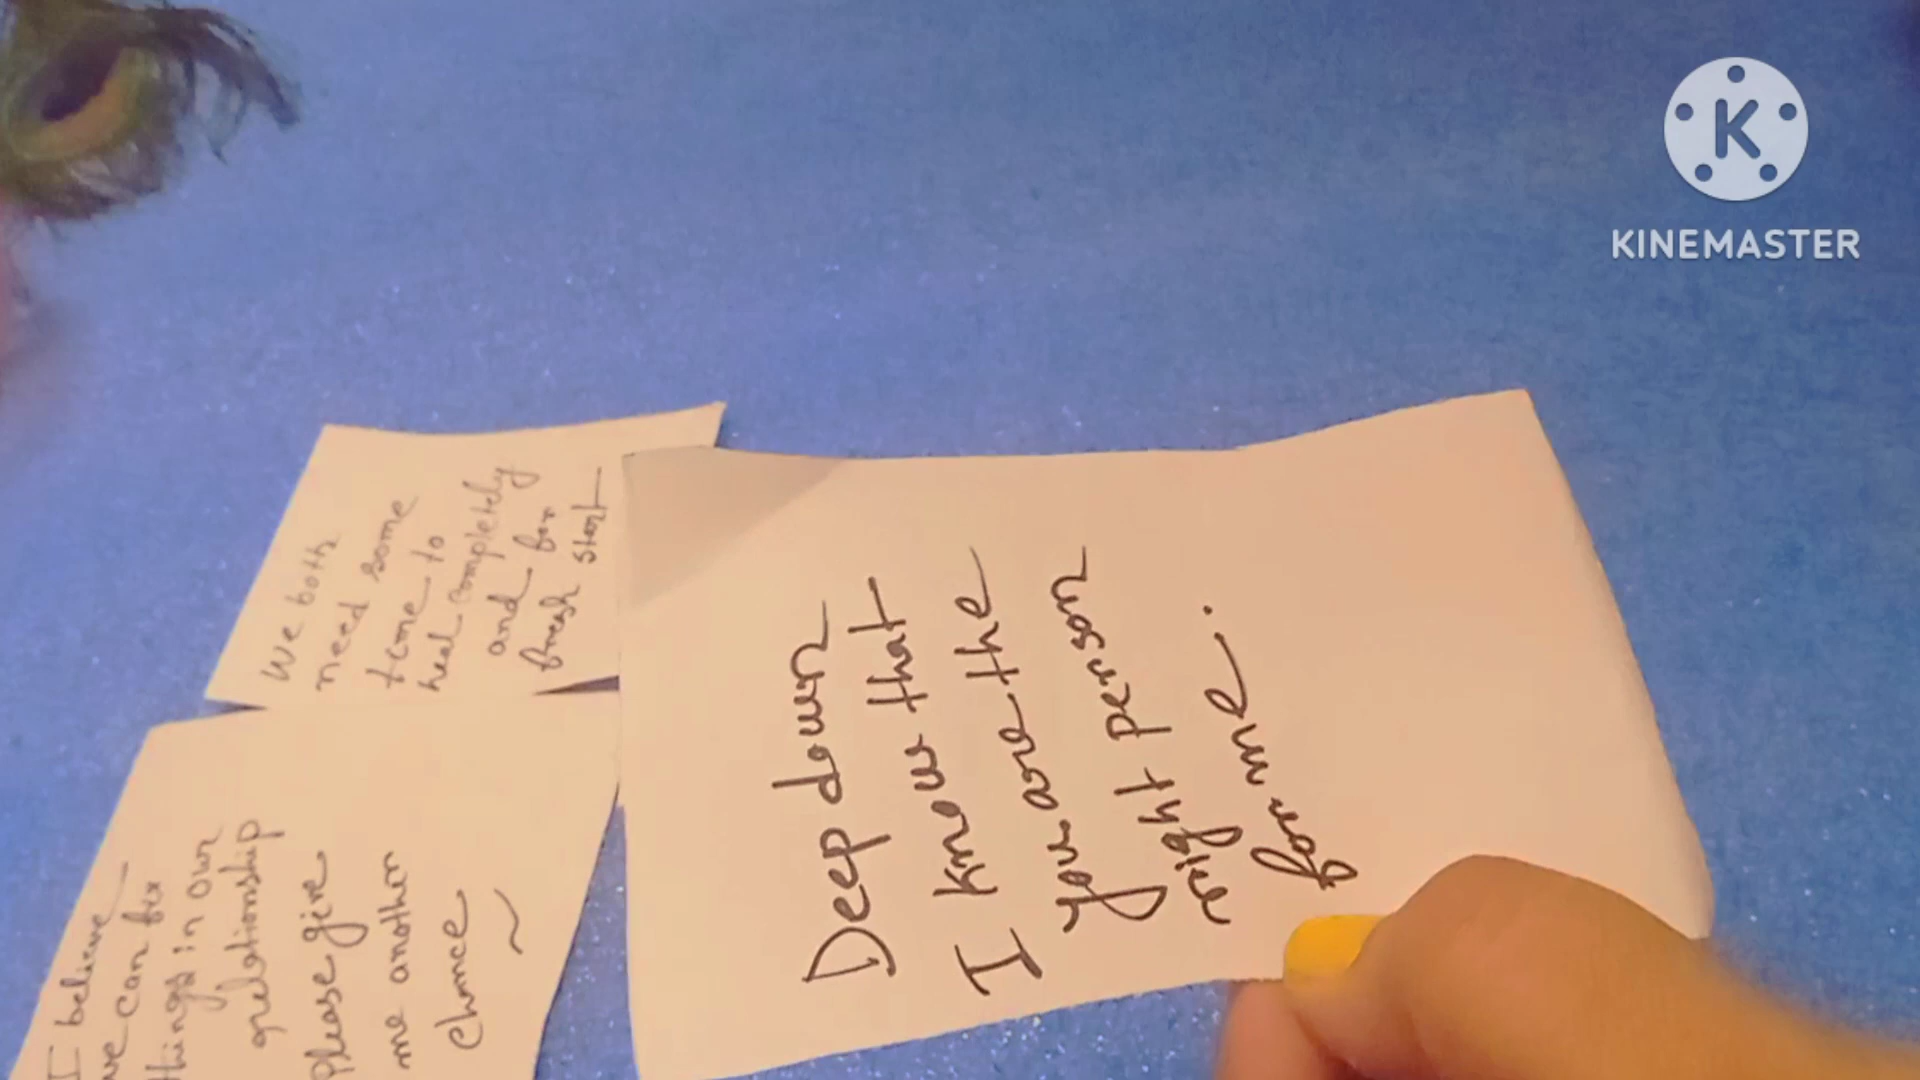 We both
need some
time to
heal completely
and for
fresh start
I believe
we can fix
things in our
relationship
please give
me another
chance
Deep down
I know that
you are the
right person
for me.
KINEMASTER